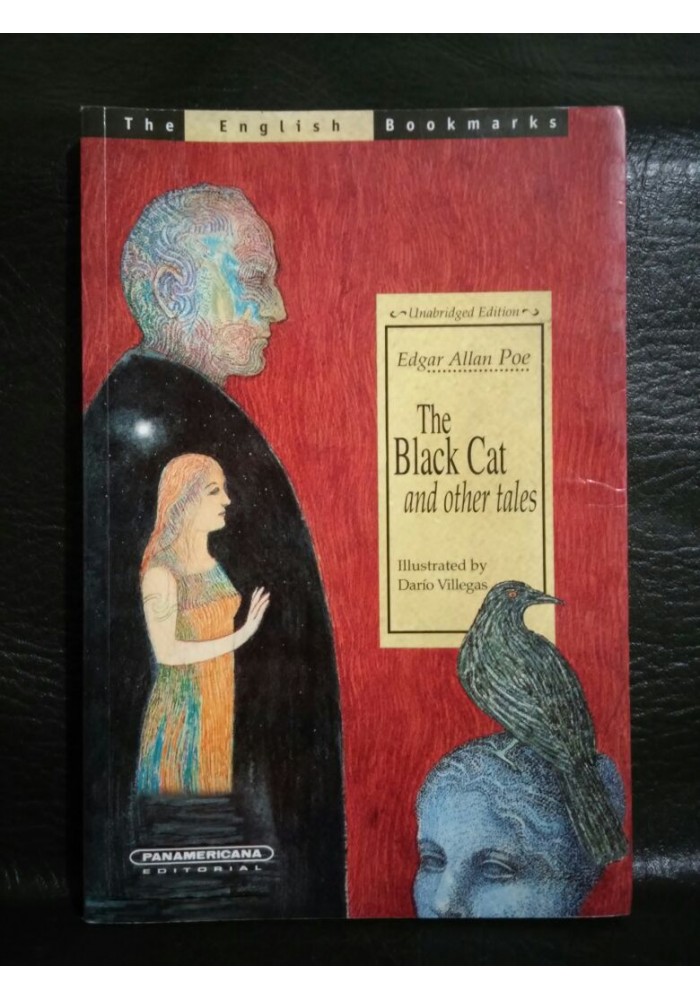 The English Bookmarks
Unabridged Edition
Edgar Allan Poe
The
Black Cat
and other tales
Illustrated by
Darío Villegas
PANAMERICANA
EDITORIAL